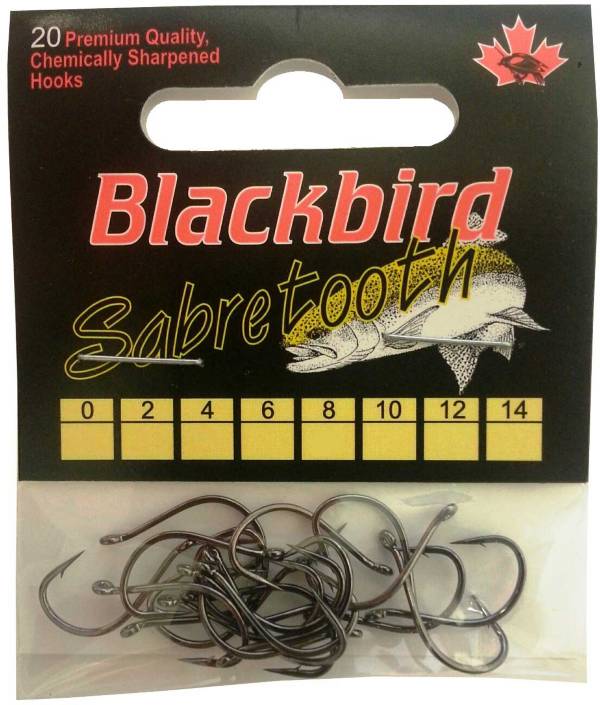 20 Premium Quality,
Chemically Sharpened
Hooks
Blackbird
Sabretooth
0 2 4 6 8 10 12 14